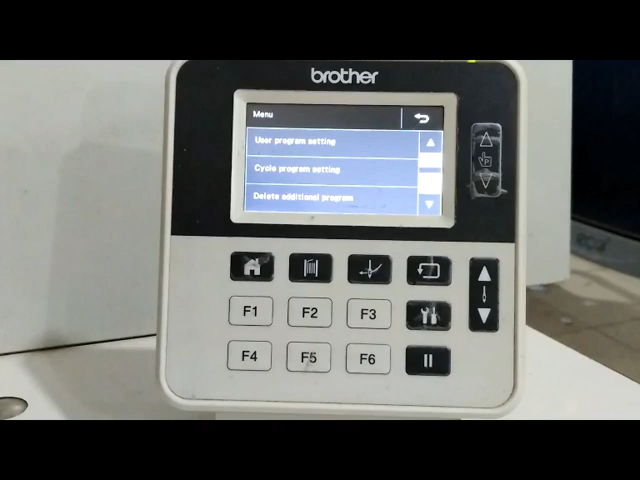 brother
Menu
User program setting
Cycle program setting
Delete additional program
P
F1 F2 F3
F4 F5 F6